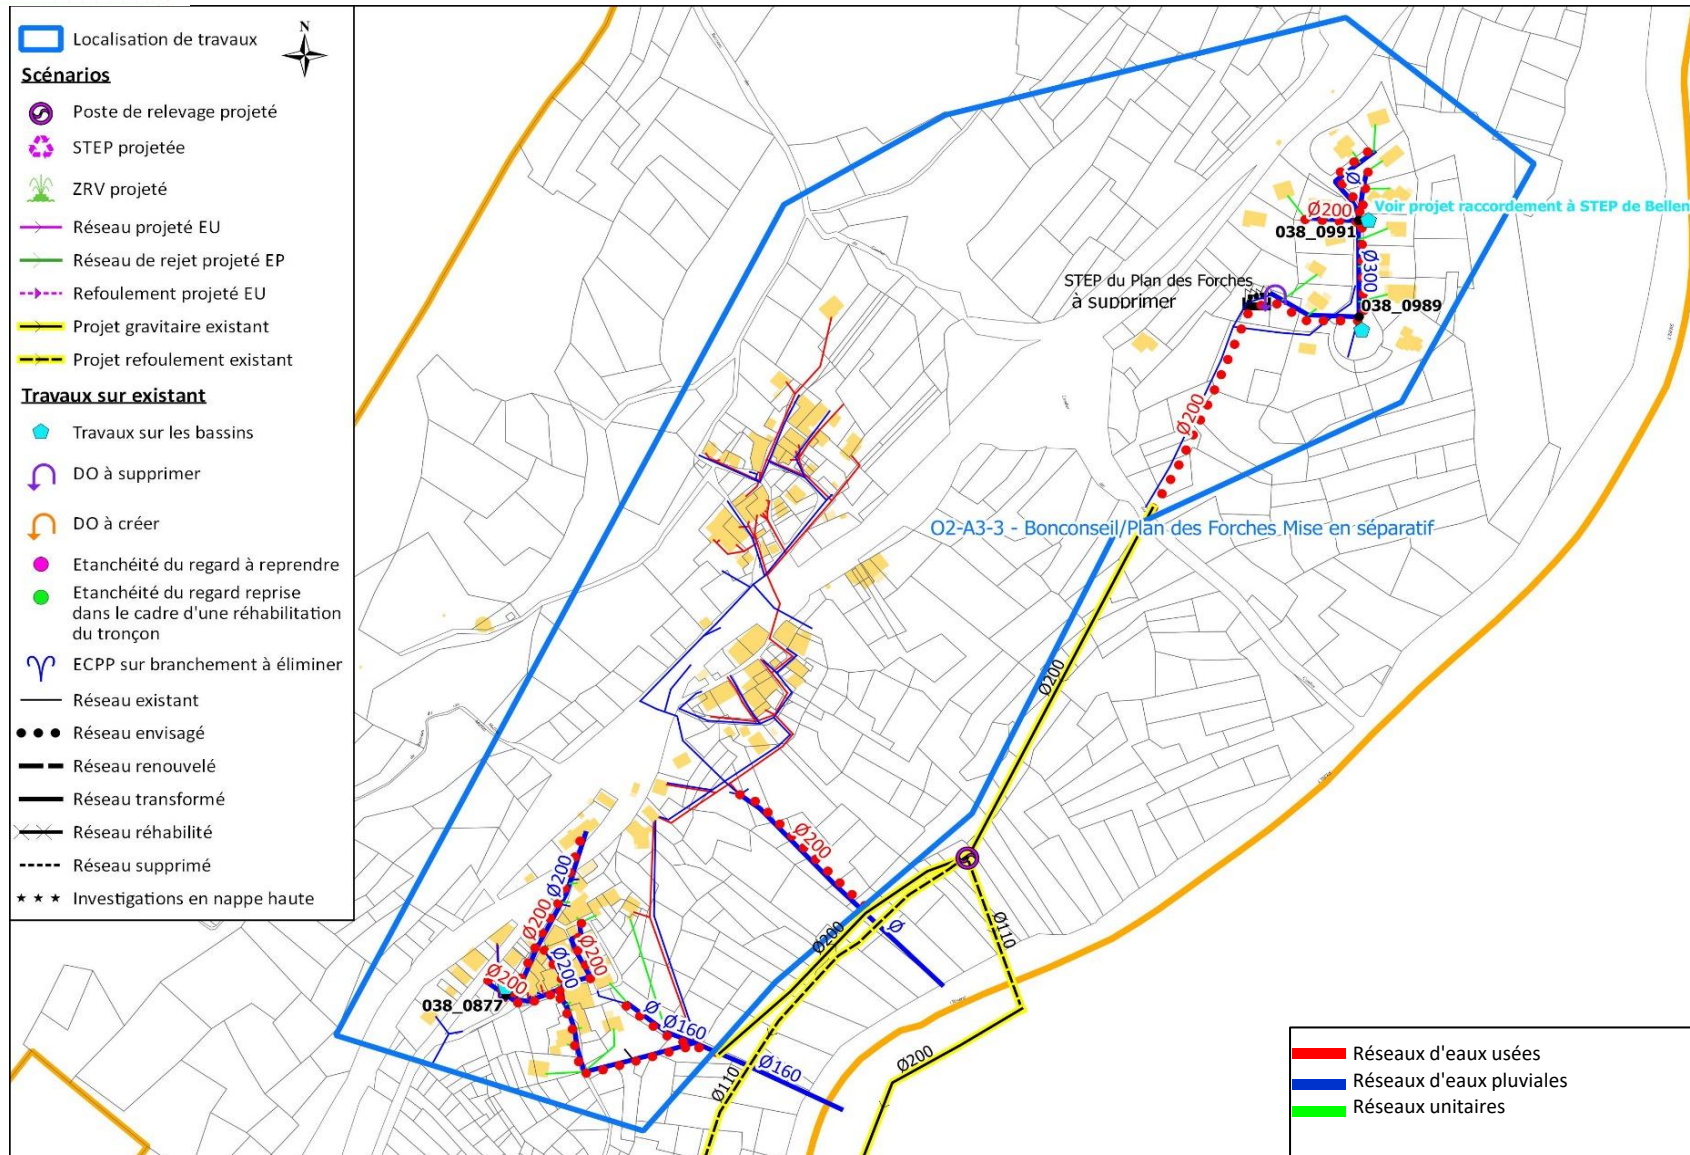 Localisation de travaux
N
Scénarios
Poste de relevage projeté
STEP projetée
ZRV projeté
Réseau projeté EU
Réseau de rejet projeté EP
Refoulement projeté EU
Projet gravitaire existant
Projet refoulement existant
Travaux sur existant
Travaux sur les bassins
DO à supprimer
DO à créer
Etanchéité du regard à reprendre
Etanchéité du regard reprise
dans le cadre d'une réhabilitation
du tronçon
ECPP sur branchement à éliminer
Réseau existant
Réseau envisagé
Réseau renouvelé
Réseau transformé
Réseau réhabilité
Réseau supprimé
Investigations en nappe haute
Ø
Ø200
Voir projet raccordement à STEP de Bellen
038_0991
Ø300
STEP du Plan des Forches
à supprimer
038_0989
Ø200
O2-A3-3 - Bonconseil/Plan des Forches Mise en séparatif
Ø200
Ø200
Ø200
Ø200
Ø200
Ø200
Ø200
Ø
Ø110
Ø200
038_0877
Ø
Ø160
Ø160
Ø110
Ø200
Réseaux d'eaux usées
Réseaux d'eaux pluviales
Réseaux unitaires